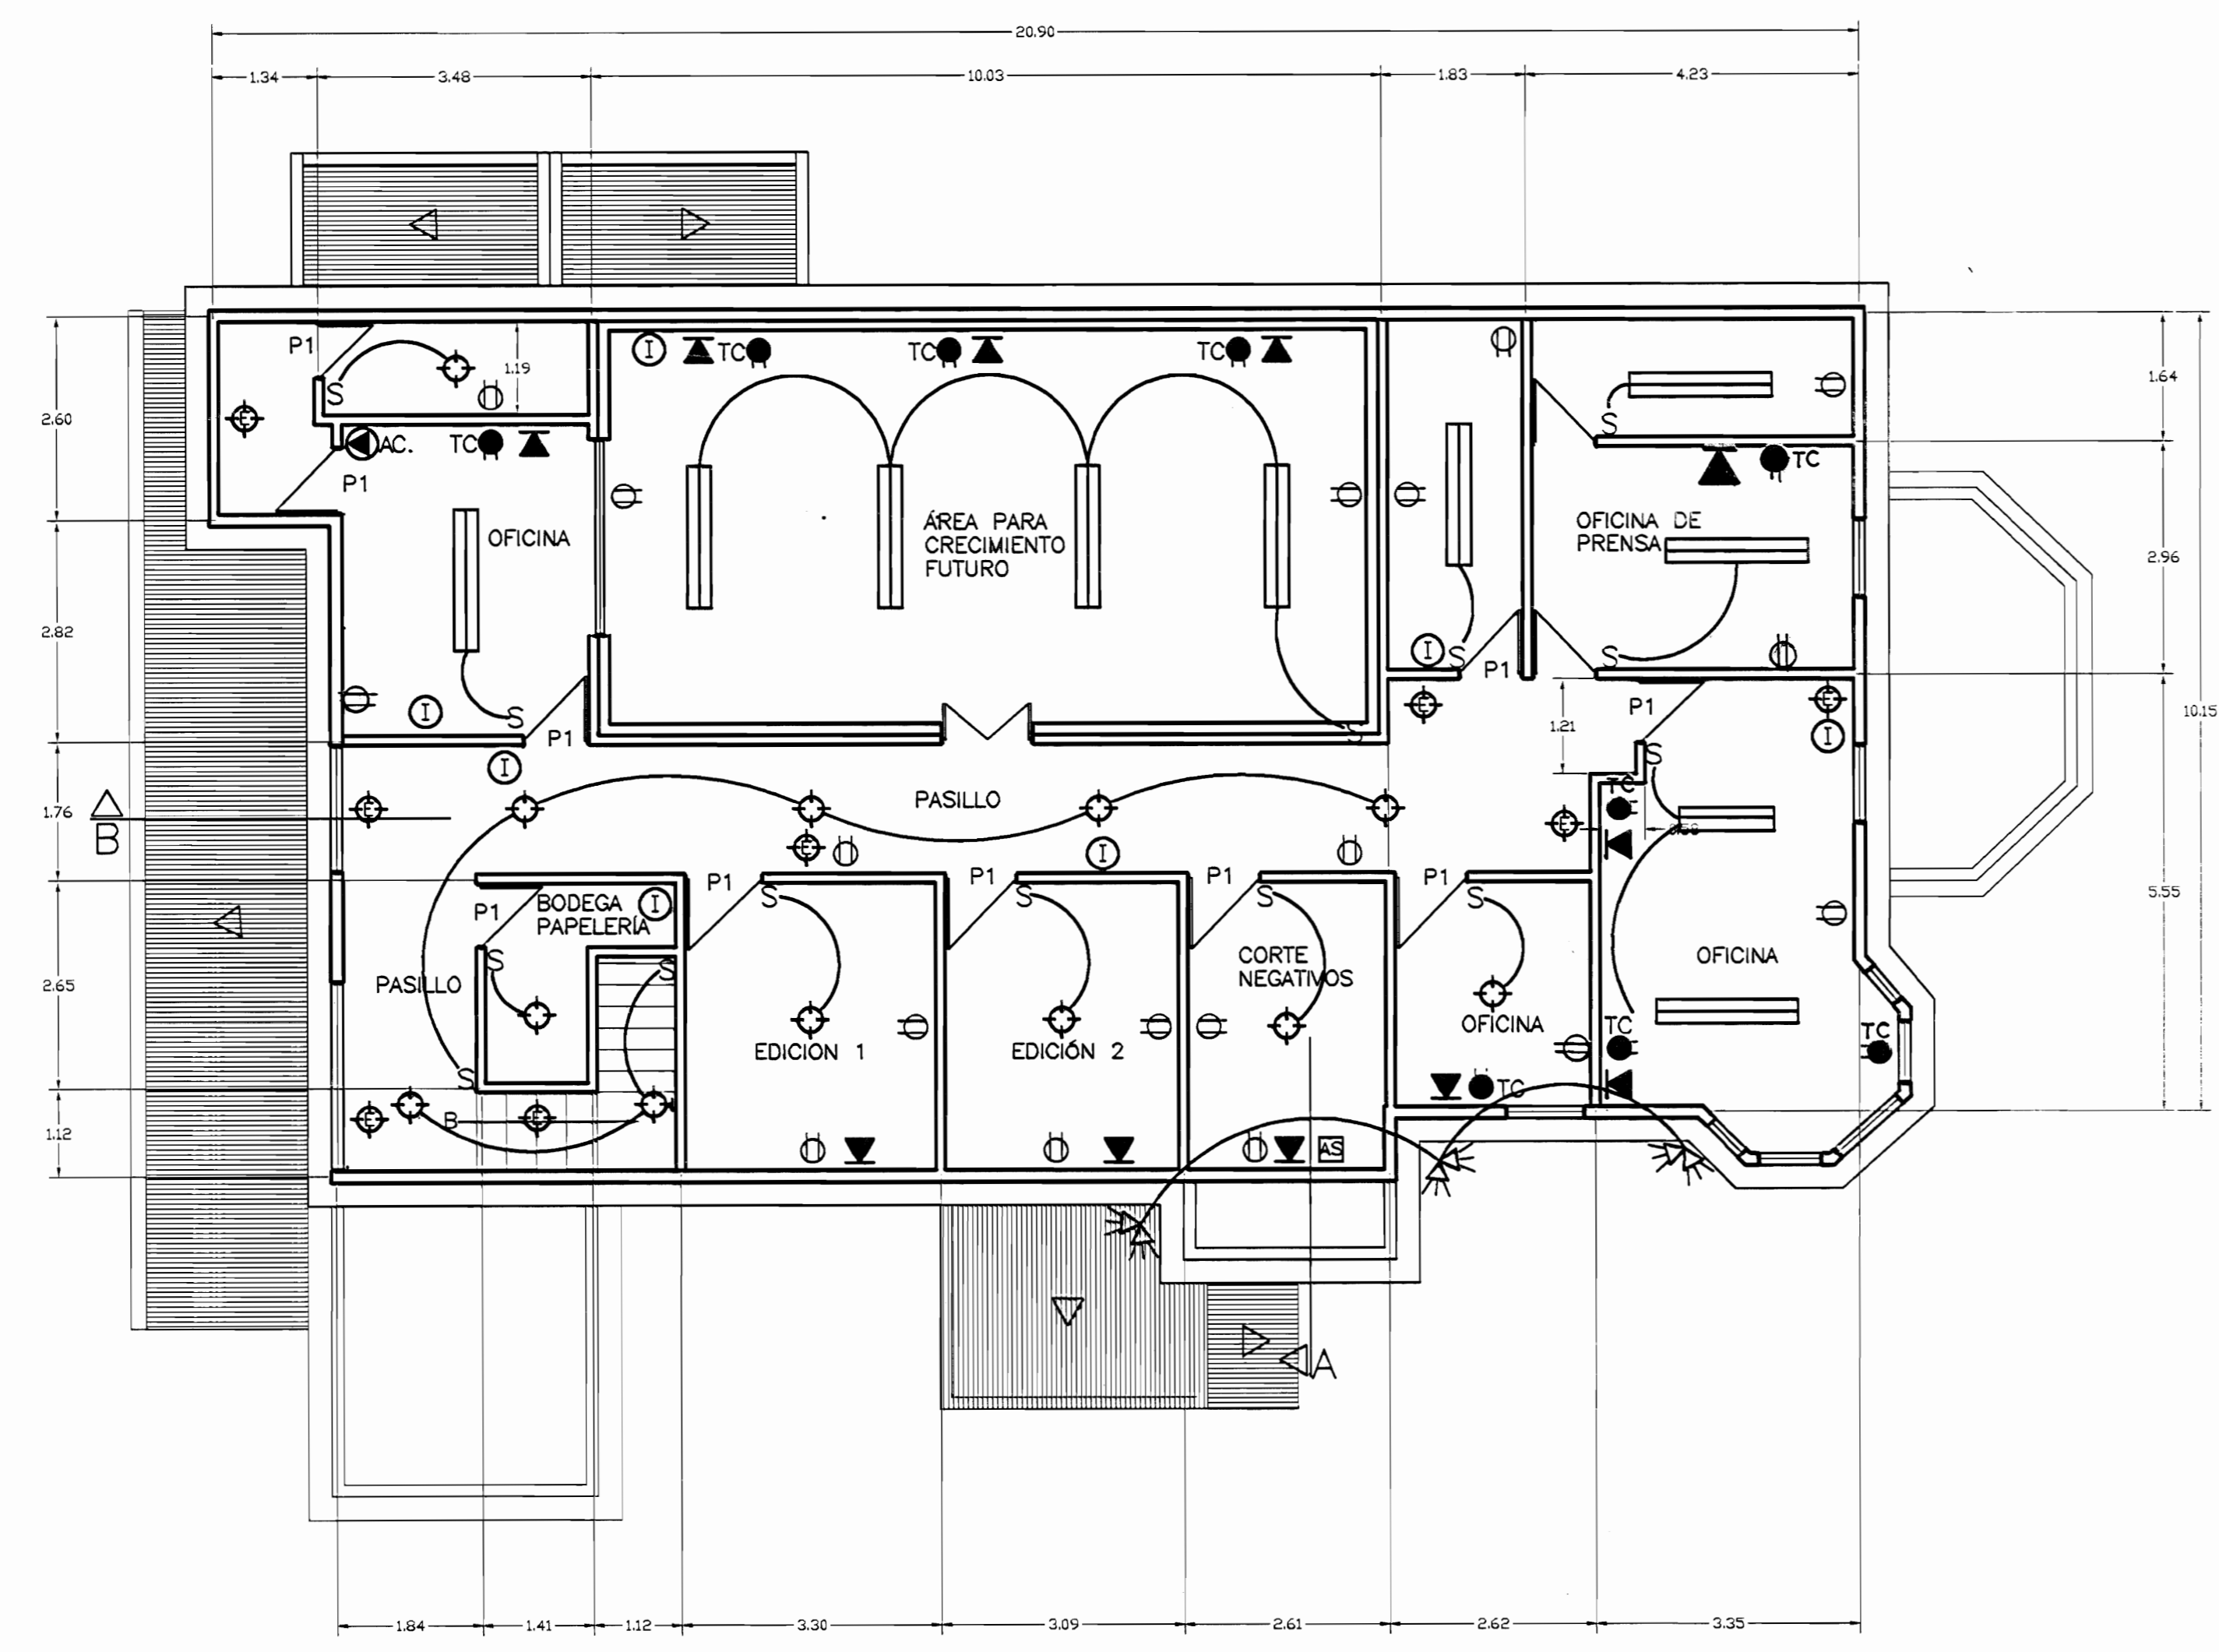 20.90
1.34 3.48 10.03 1.83 4.23
P1 I TC TC TC
1.19
S
S
E
AC. TC TC
P1
2.60
1.64
OFICINA
ÁREA PARA
CRECIMIENTO
FUTURO
OFICINA DE
PRENSA
2.96
2.82
I S P1 S
I S
P1
S
E
P1
E
I
1.21
10.15
I
S
TC
1.76
B
E
PASILLO
E
E
I
P1 P1 P1 P1
S S S S
P1
BODEGA
PAPELERÍA
I
5.55
S
S
PASILLO
CORTE
NEGATIVOS
OFICINA
2.65
EDICION 1
EDICIÓN 2
OFICINA
TC
TC
S
TC
E
B
E
1.12
AS
A
1.84 1.41 1.12 3.30 3.09 2.61 2.62 3.35